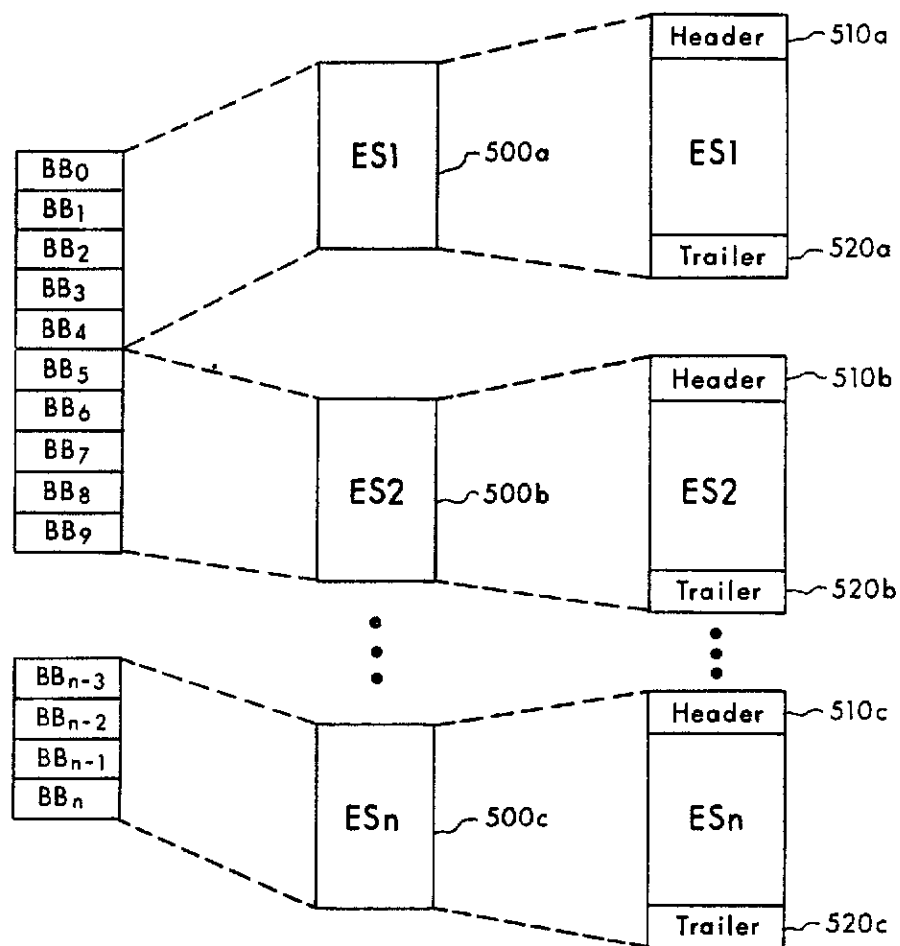 BB0
BB1
BB2
BB3
BB4
BB5
BB6
BB7
BB8
BB9
BBn-3
BBn-2
BBn-1
BBn
ES1
500a
ES2
500b
ESn
500c
Header
510a
ES1
Trailer
520a
Header
510b
ES2
Trailer
520b
Header
510c
ESn
Trailer
520c